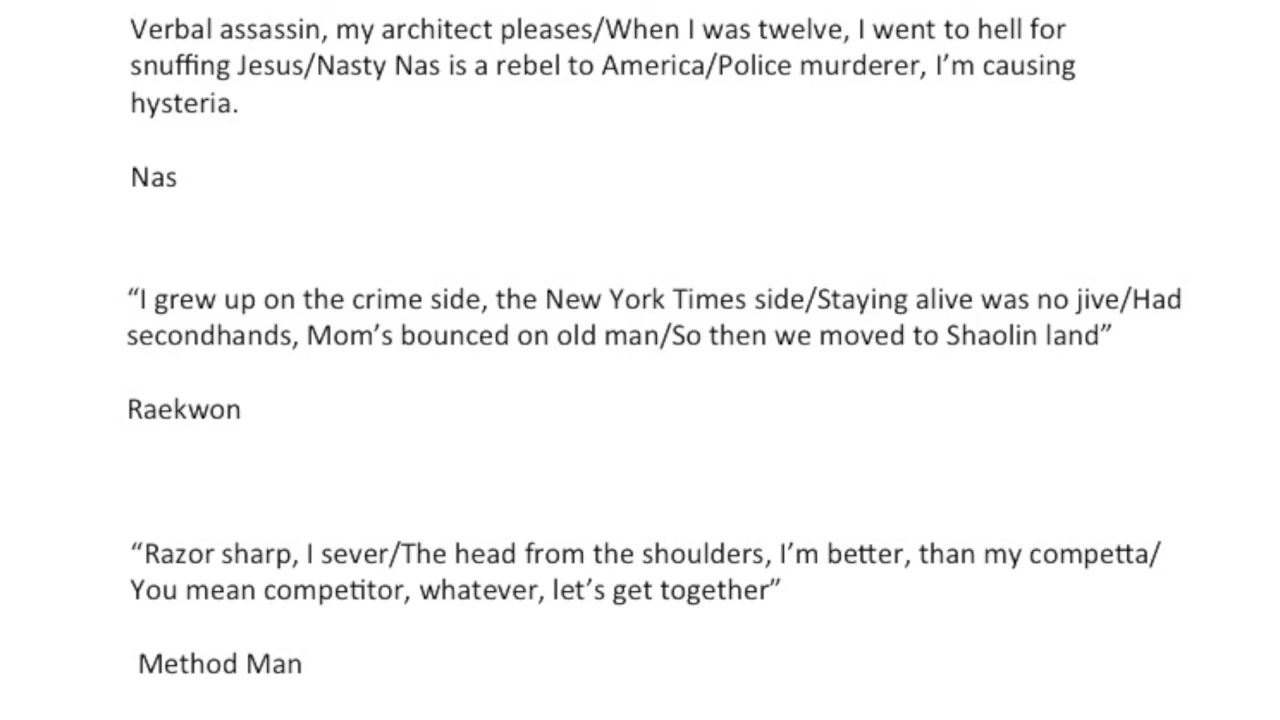 Verbal assassin, my architect pleases/When I was twelve, I went to hell for
snuffing Jesus/Nasty Nas is a rebel to America/Police murderer, I’m causing
hysteria.
Nas
“I grew up on the crime side, the New York Times side/Staying alive was no jive/Had
secondhands, Mom’s bounced on old man/So then we moved to Shaolin land”
Raekwon
“Razor sharp, I sever/The head from the shoulders, I’m better, than my competta/
You mean competitor, whatever, let’s get together”
Method Man